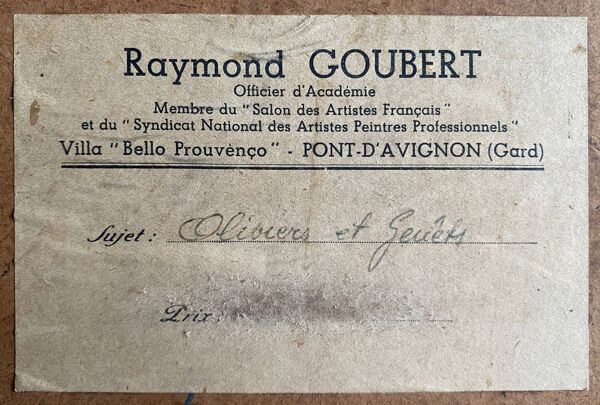 Raymond GOUBERT
Officier d'Académie
Membre du "Salon des Artistes Français"
et du "Syndicat National des Artistes Peintres Professionnels"
Villa "Bello Prouvènço" - PONT-D'AVIGNON (Gard)
Sujet : Oliviers et Genêts
Prix :